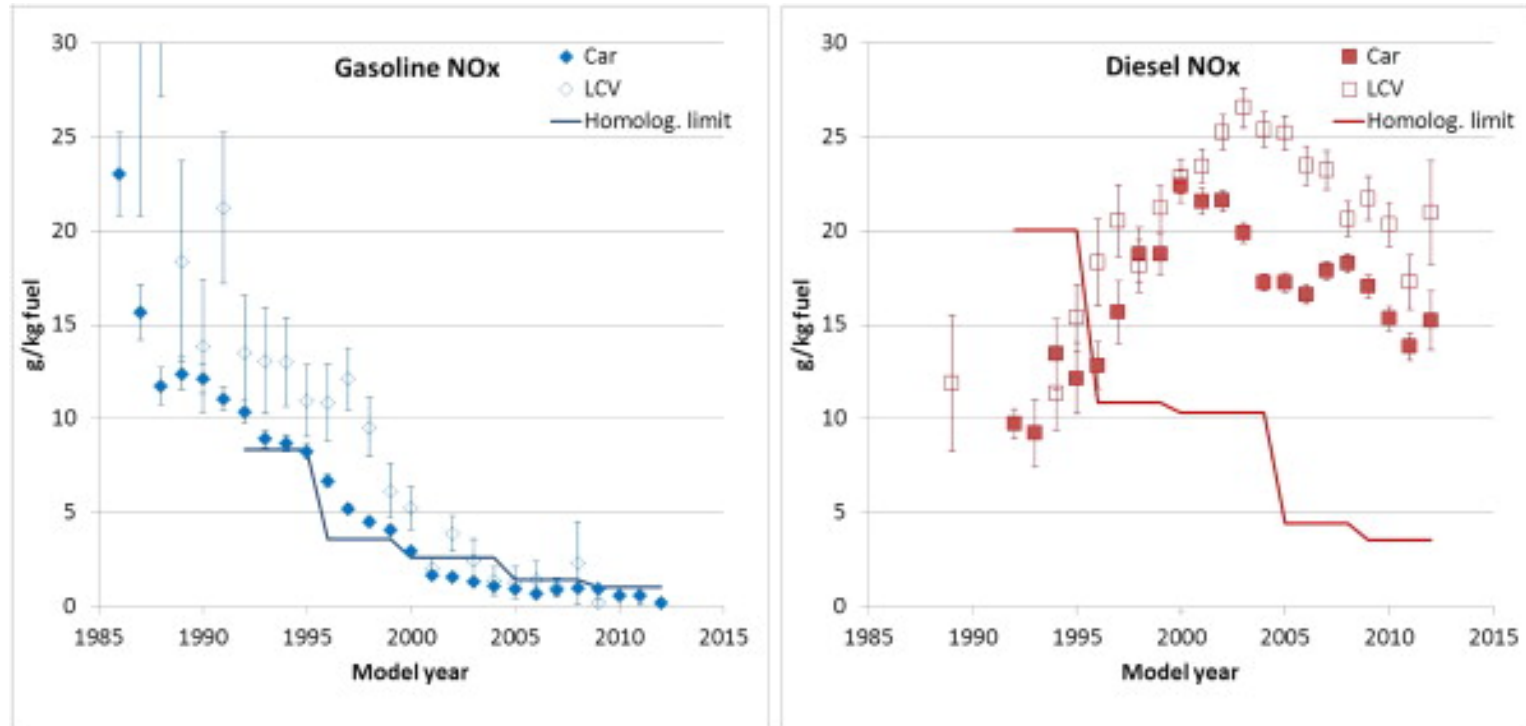 Gasoline NOx
Car
LCV
Homolog. limit
30
25
20
15
10
5
0
g/kg fuel
1985 1990 1995 2000 2005 2010 2015
Model year
Diesel NOx
Car
LCV
Homolog. limit
30
25
20
15
10
5
0
g/kg fuel
1985 1990 1995 2000 2005 2010 2015
Model year